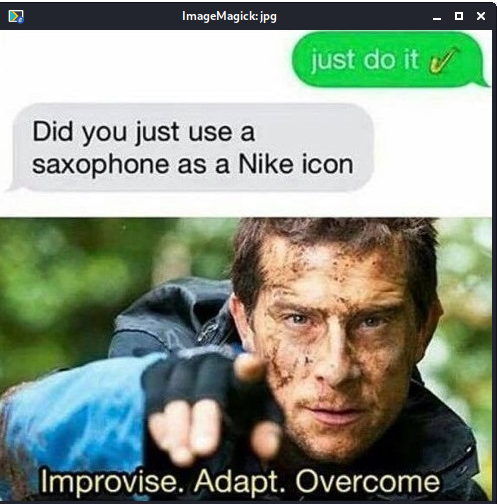 ImageMagick:jpg
just do it 🎷
Did you just use a
saxophone as a Nike icon
Improvise. Adapt. Overcome